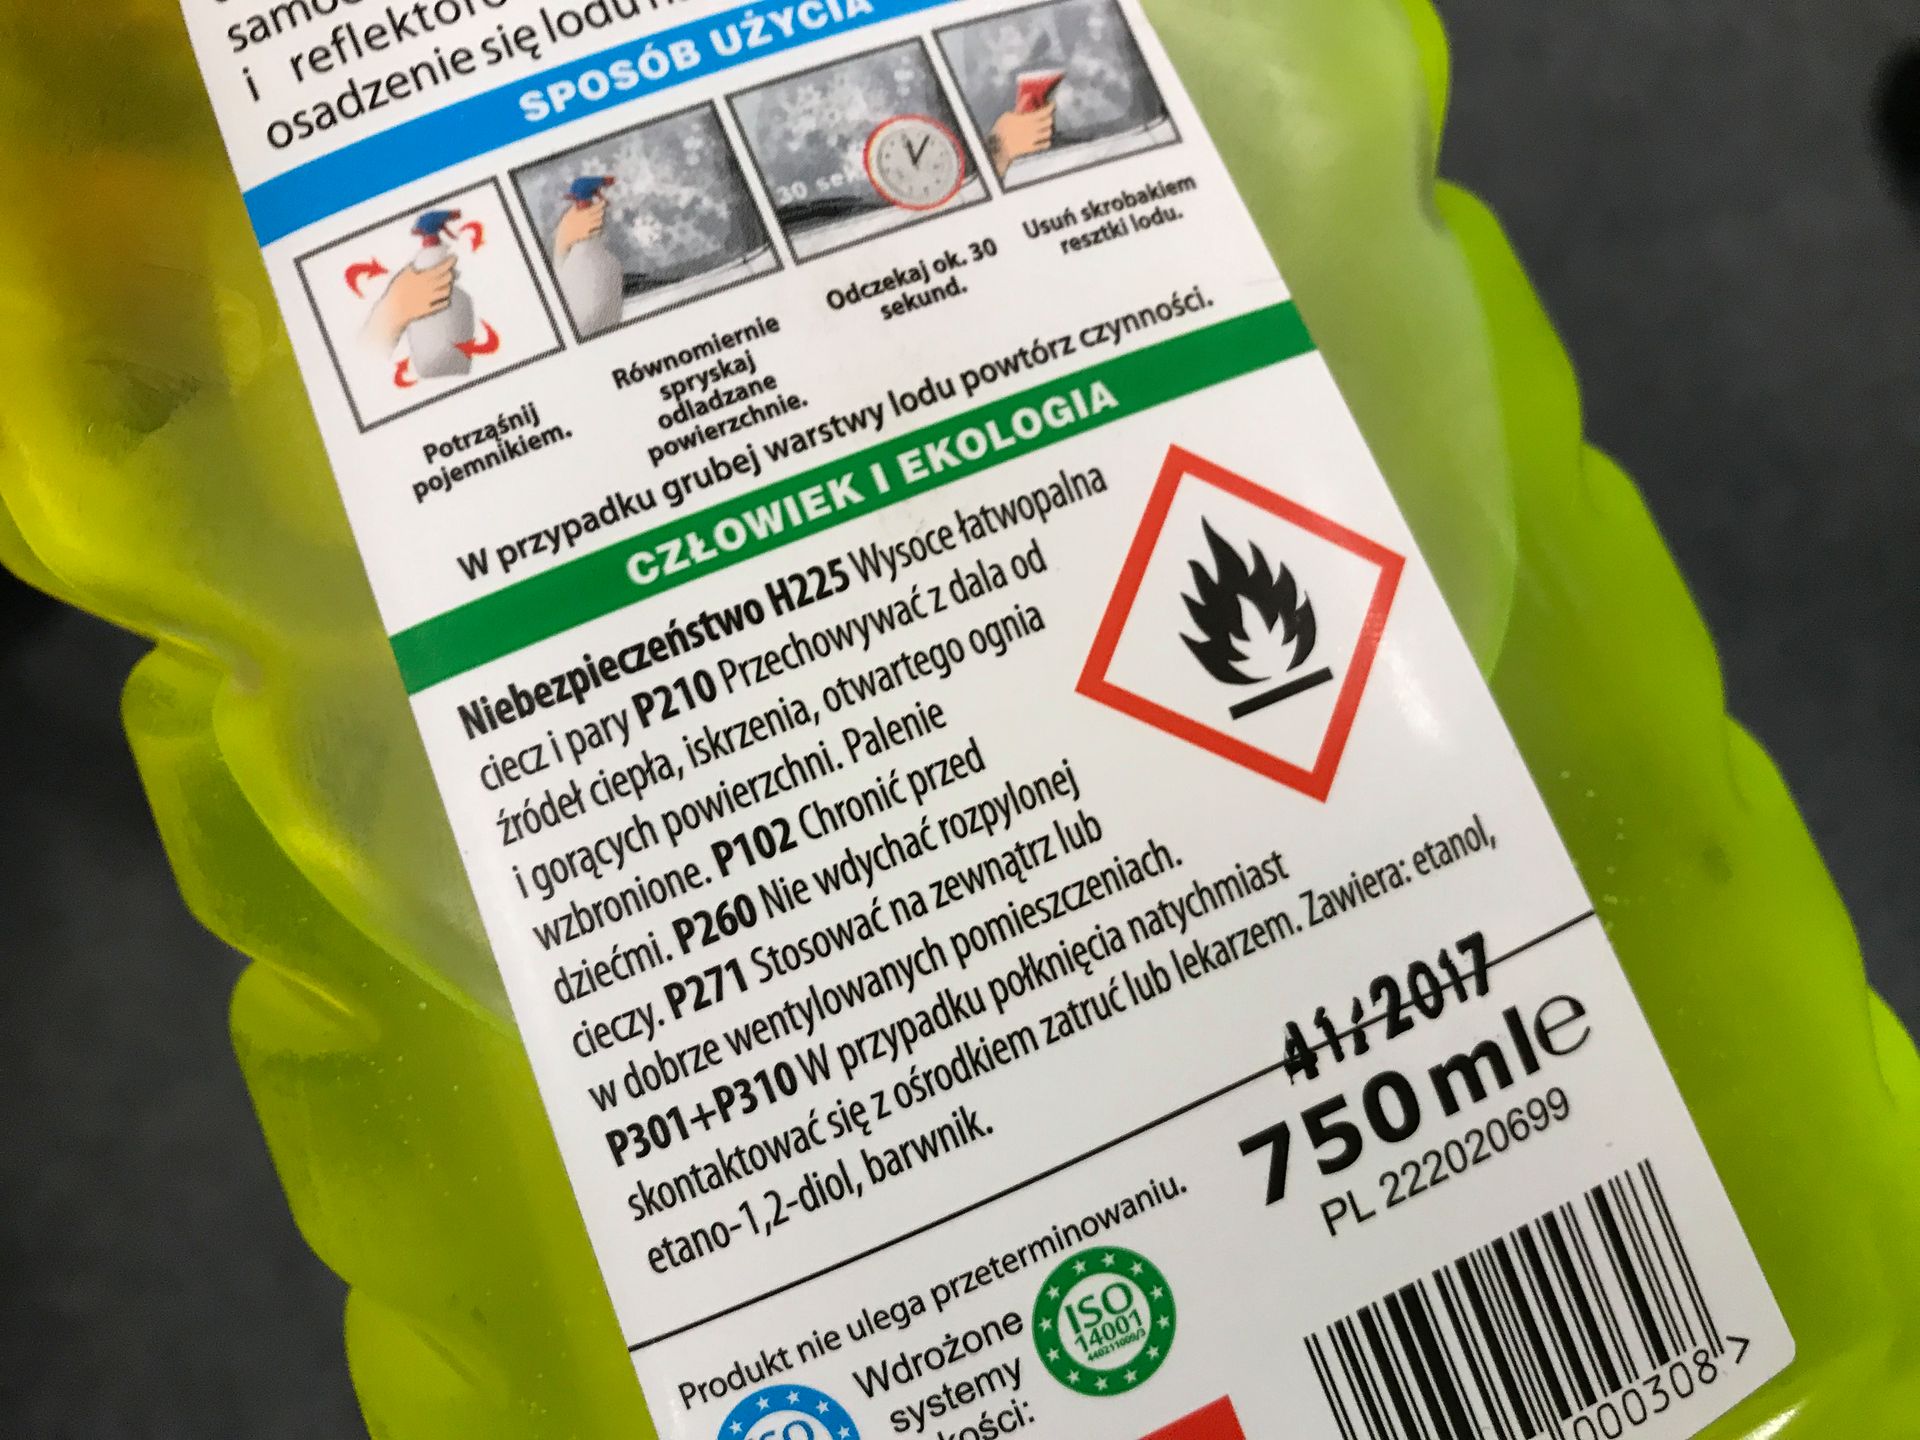 i reflektoró
osadzenie się lodu n
SPOSÓB UŻYCIA
30 sek
Potrząśnij
pojemnikiem.
Równomiernie
spryskaj
odladzane
powierzchnie.
Odczekaj ok. 30
sekund.
Usuń skrobakiem
resztki lodu.
W przypadku grubej warstwy lodu powtórz czynności.
CZŁOWIEK I EKOLOGIA
Niebezpieczeństwo H225 Wysoce łatwopalna
ciecz i pary P210 Przechowywać z dala od
źródeł ciepła, iskrzenia, otwartego ognia
i gorących powierzchni. Palenie
wzbronione. P102 Chronić przed
dziećmi. P260 Nie wdychać rozpylonej
cieczy. P271 Stosować na zewnątrz lub
w dobrze wentylowanych pomieszczeniach.
P301+P310 W przypadku połknięcia natychmiast
skontaktować się z ośrodkiem zatruć lub lekarzem. Zawiera: etanol,
etano-1,2-diol, barwnik.
2017
750 ml e
PL 222020699
Produkt nie ulega przeterminowaniu.
Wdrożone
systemy
kości:
ISO
14001
ISO
000308 >